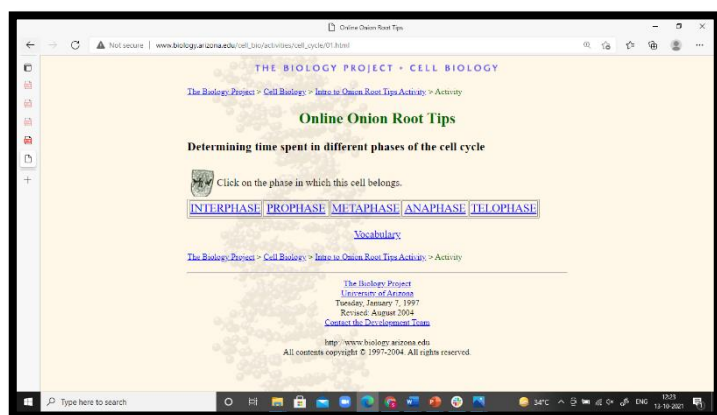 Online Onion Root Tips
Not secure | www.biology.arizona.edu/cell_bio/activities/cell_cycle/01.html
THE BIOLOGY PROJECT • CELL BIOLOGY
The Biology Project > Cell Biology > Intro to Onion Root Tips Activity > Activity
Online Onion Root Tips
Determining time spent in different phases of the cell cycle
Click on the phase in which this cell belongs.
INTERPHASE PROPHASE METAPHASE ANAPHASE TELOPHASE
Vocabulary
The Biology Project > Cell Biology > Intro to Onion Root Tips Activity > Activity
The Biology Project
University of Arizona
Tuesday, January 7, 1997
Revised: August 2004
Contact the Development Team
http://www.biology.arizona.edu
All contents copyright © 1997-2004. All rights reserved.
Type here to search
34°C
ENG
12:23
13-10-2021